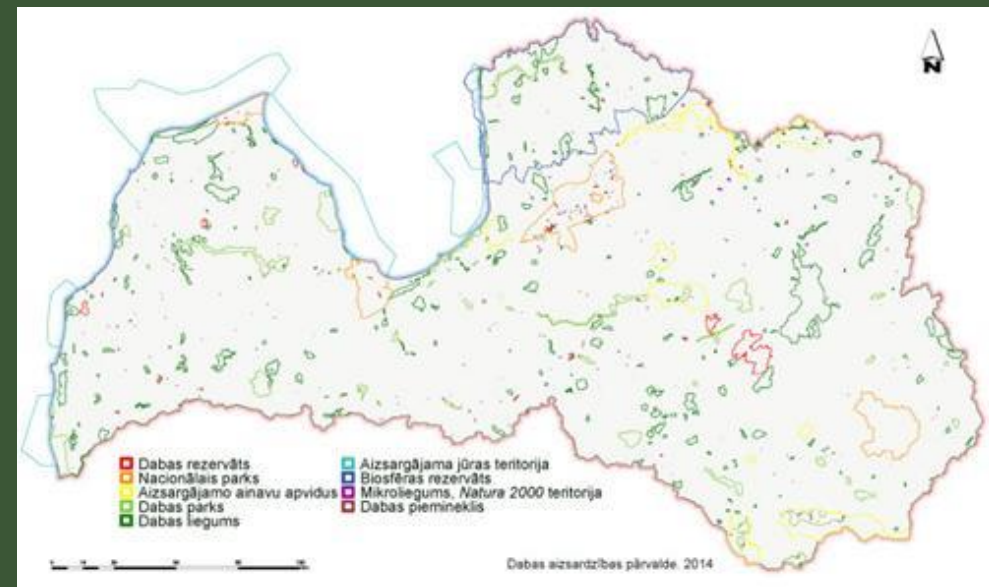 N
Dabas rezervāts
Nacionālais parks
Aizsargājamo ainavu apvidus
Dabas parks
Dabas liegums
Aizsargājama jūras teritorija
Biosfēras rezervāts
Mikroliegums, Natura 2000 teritorija
Dabas piemineklis
Dabas aizsardzības pārvalde. 2014